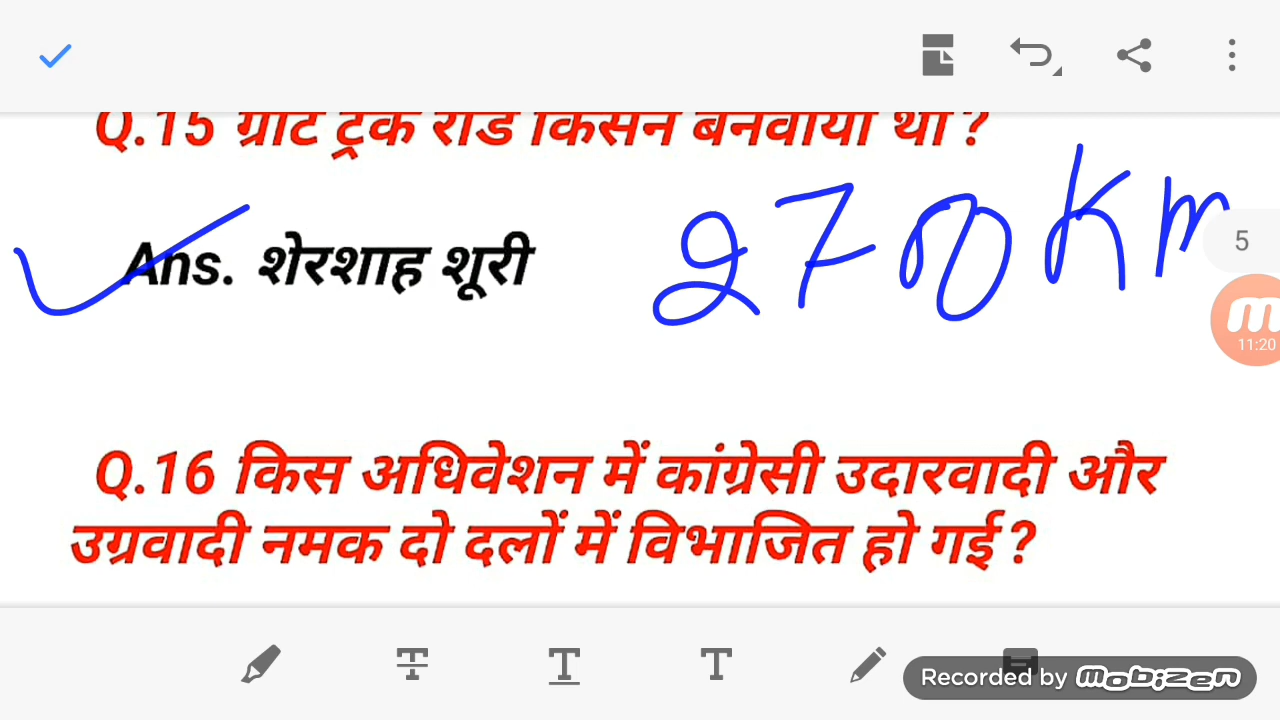 Q.15 ग्रांट ट्रंक रोड किसने बनवाया था ?
Ans. शेरशाह शूरी
2700 Km
5
11:20
Q.16 किस अधिवेशन में कांग्रेसी उदारवादी और
उग्रवादी नमक दो दलों में विभाजित हो गई ?
Recorded by mobizen